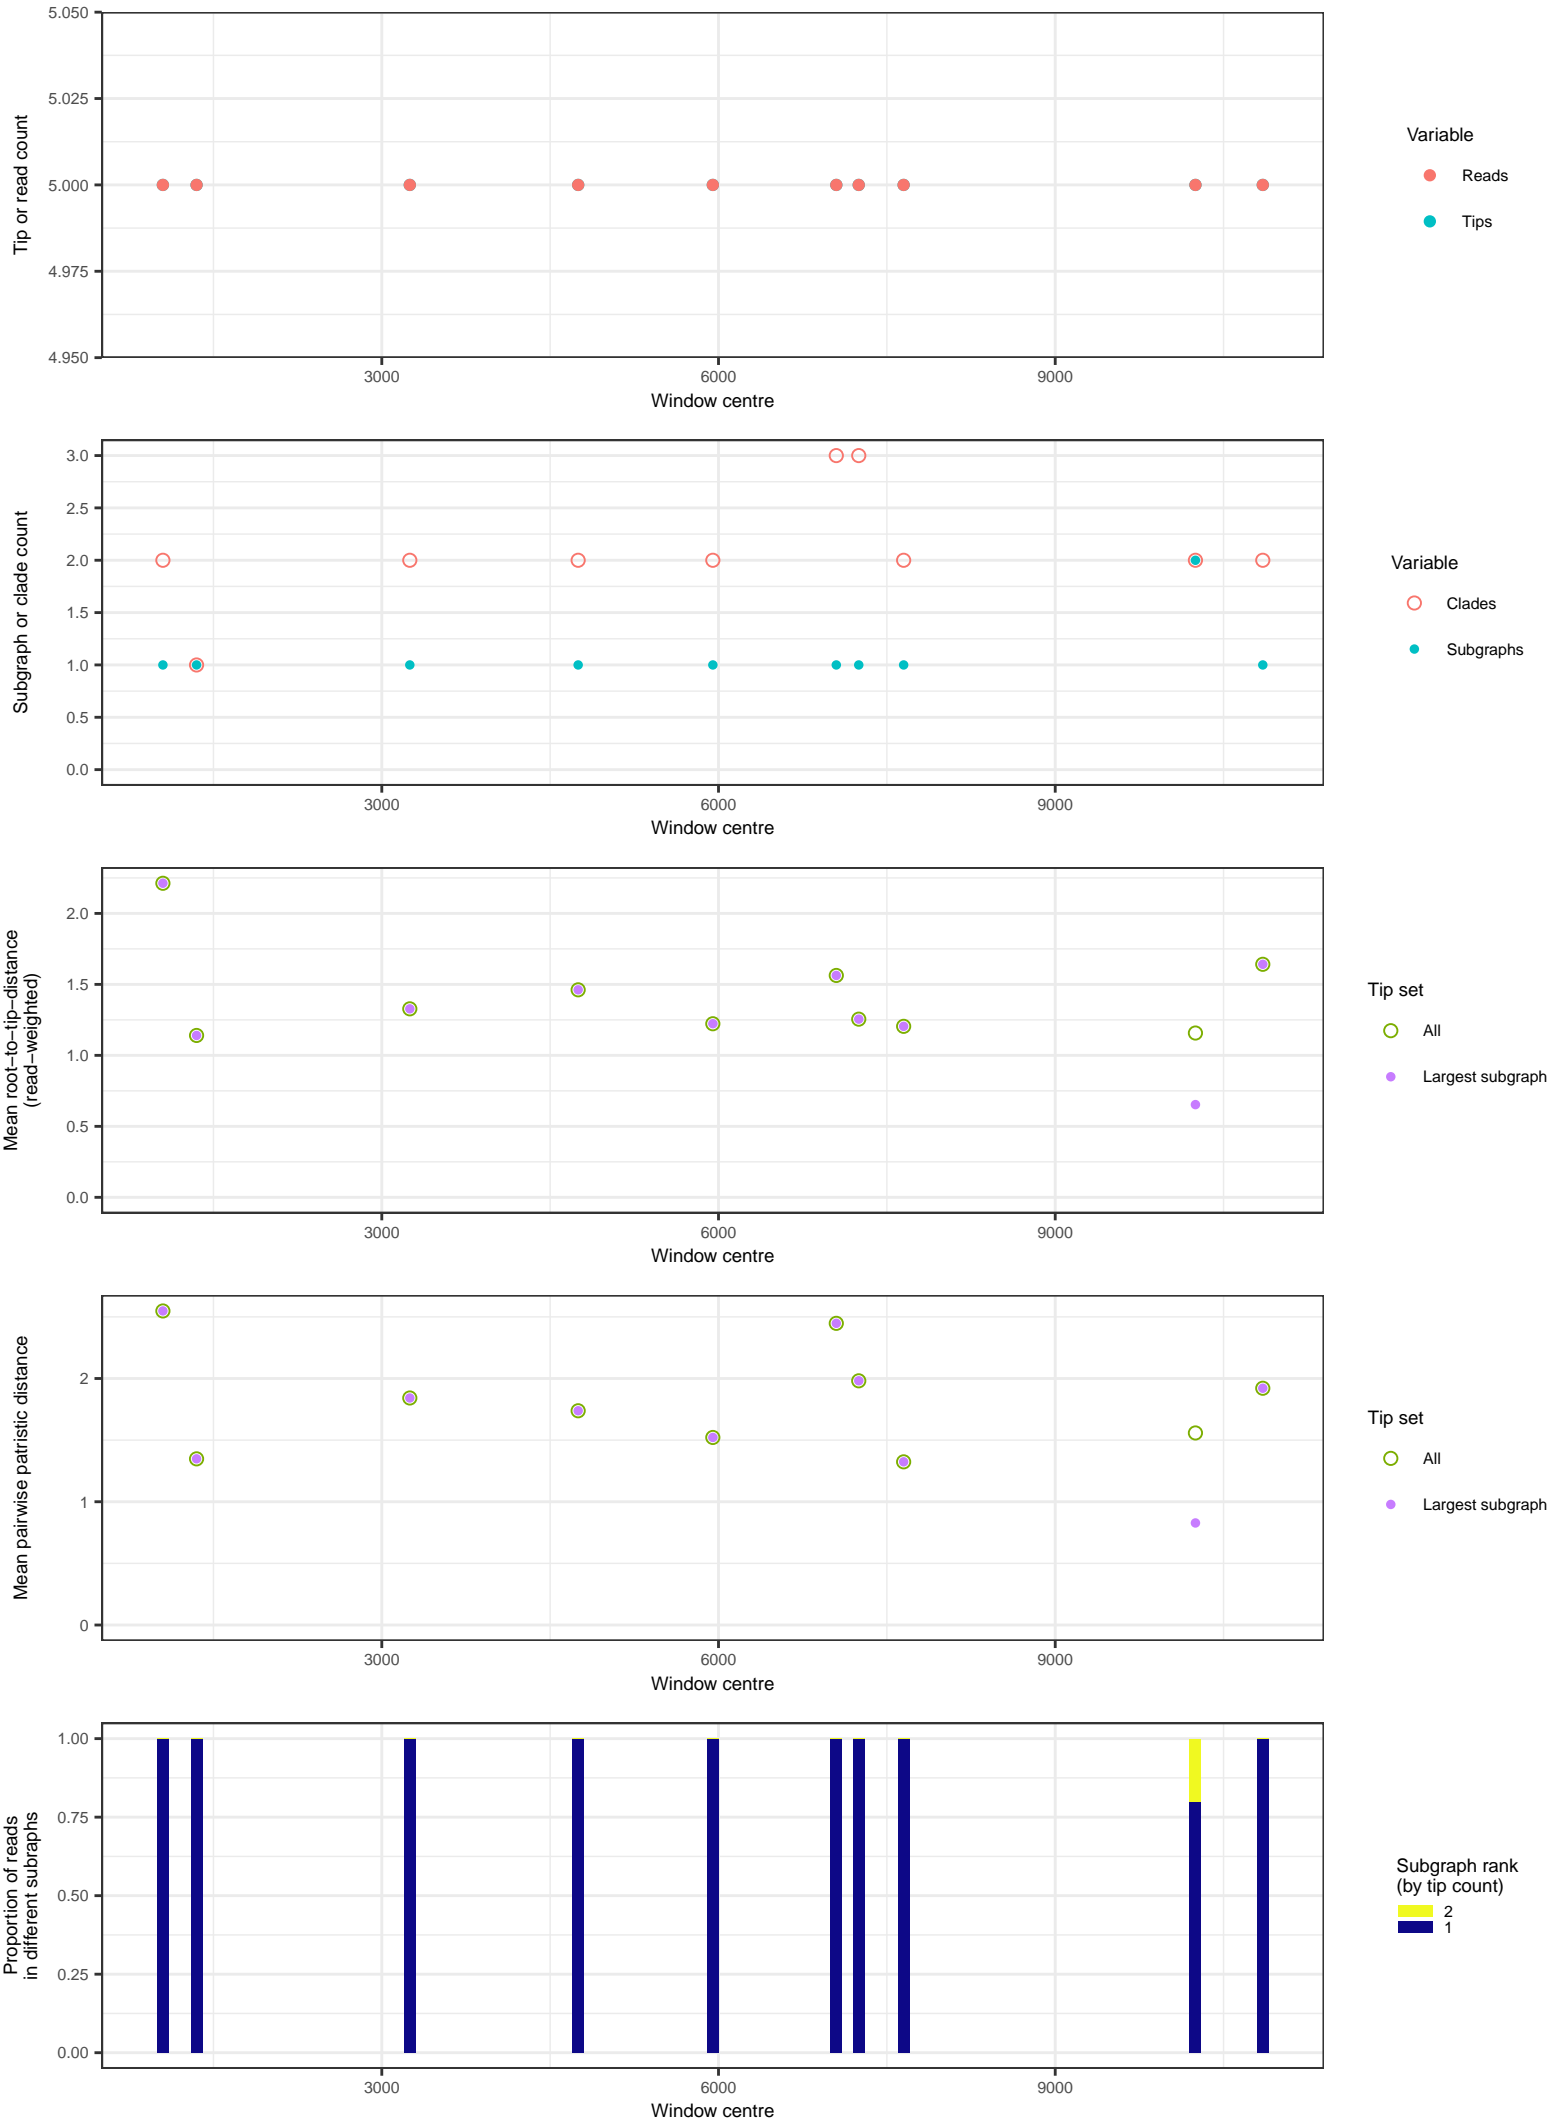 5.050
5.025
5.000
4.975
4.950
Tip or read count
3000 6000 9000
Window centre
Variable
Reads
Tips
3.0
2.5
2.0
1.5
1.0
0.5
0.0
Subgraph or clade count
3000 6000 9000
Window centre
Variable
Clades
Subgraphs
2.0
1.5
1.0
0.5
0.0
Mean root−to−tip−distance
(read−weighted)
3000 6000 9000
Window centre
Tip set
All
Largest subgraph
2
1
0
Mean pairwise patristic distance
3000 6000 9000
Window centre
Tip set
All
Largest subgraph
1.00
0.75
0.50
0.25
0.00
Proportion of reads
in different subraphs
3000 6000 9000
Window centre
Subgraph rank
(by tip count)
2
1